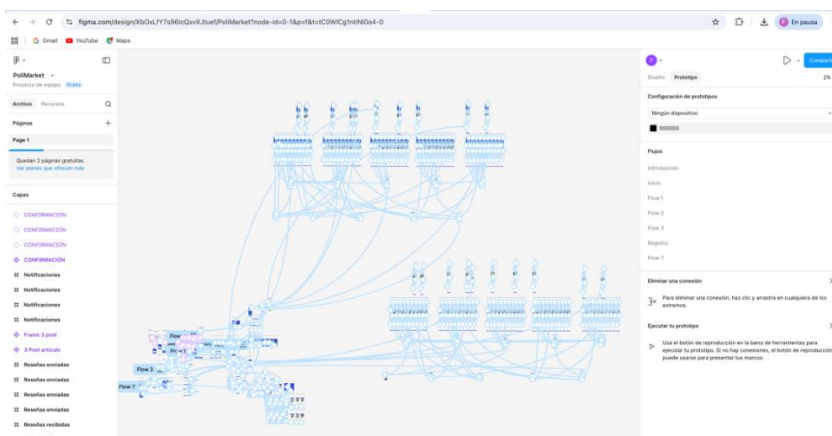 figma.com/design/XbOxLfY7s96IcQxvRJtuef/PoliMarket?node-id=0-1&p=f&t=tC0WlCg1ntiNlOo4-0
En pausa
Gmail
YouTube
Maps
PoliMarket
Proyecto de equipo Gratis
Archivo Recursos
Páginas
Page 1
Quedan 2 páginas gratuitas.
Ver planes que ofrecen más
Capas
CONFIRMACIÓN
CONFIRMACIÓN
CONFIRMACIÓN
CONFIRMACIÓN
Notificaciones
Notificaciones
Notificaciones
Notificaciones
Frame 3 post
3 Post articulo
Reseñas enviadas
Reseñas enviadas
Reseñas enviadas
Reseñas enviadas
Reseñas recibidas
Flow
Flow 2
Flow 7
Diseño Prototipo 2%
Configuración de prototipos
Ningún dispositivo
000000
Flujos
Introducción
Inicio
Flow 1
Flow 2
Flow 3
Registro
Flow 7
Eliminar una conexión
Para eliminar una conexión, haz clic y arrastra en cualquiera de los
extremos.
Ejecutar tu prototipo
Usa el botón de reproducción en la barra de herramientas para
ejecutar tu prototipo. Si no hay conexiones, el botón de reproducción
puede usarse para presentar tus marcos.